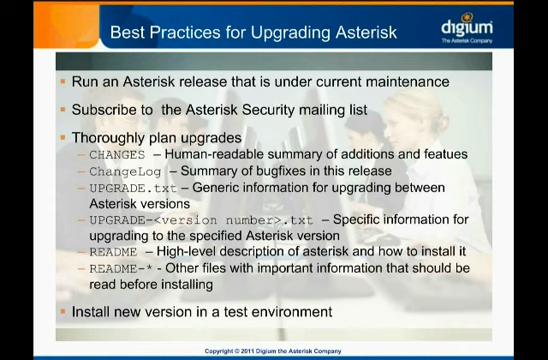 Best Practices for Upgrading Asterisk
digium
The Asterisk Company
Run an Asterisk release that is under current maintenance
Subscribe to the Asterisk Security mailing list
Thoroughly plan upgrades
– CHANGES – Human-readable summary of additions and featues
– ChangeLog – Summary of bugfixes in this release
– UPGRADE.txt – Generic information for upgrading between
Asterisk versions
– UPGRADE-<version number>.txt – Specific information for
upgrading to the specified Asterisk version
– README – High-level description of asterisk and how to install it
– README-* - Other files with important information that should be
read before installing
Install new version in a test environment
Copyright © 2011 Digium the Asterisk Company